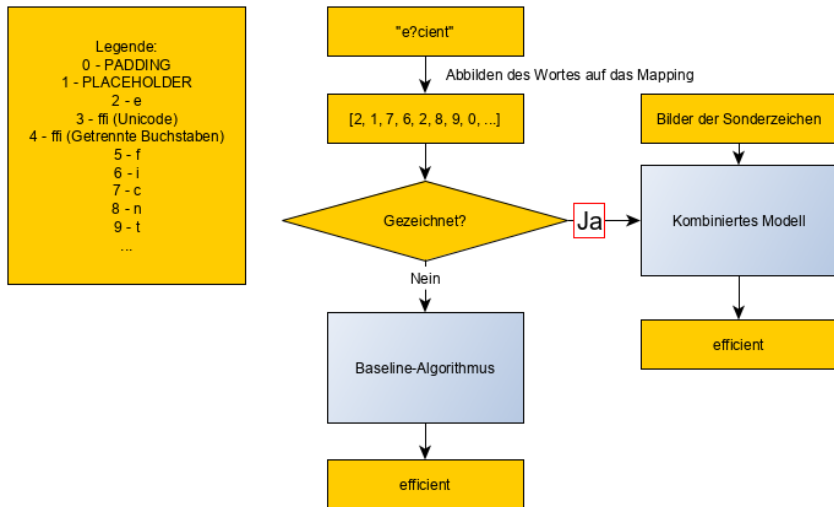 Legende:
0 - PADDING
1 - PLACEHOLDER
2 - e
3 - ffi (Unicode)
4 - ffi (Getrennte Buchstaben)
5 - f
6 - i
7 - c
8 - n
9 - t
...
"e?cient"
Abbilden des Wortes auf das Mapping
[2, 1, 7, 6, 2, 8, 9, 0, ...]
Bilder der Sonderzeichen
Gezeichnet?
Ja
Kombiniertes Modell
Nein
Baseline-Algorithmus
efficient
efficient